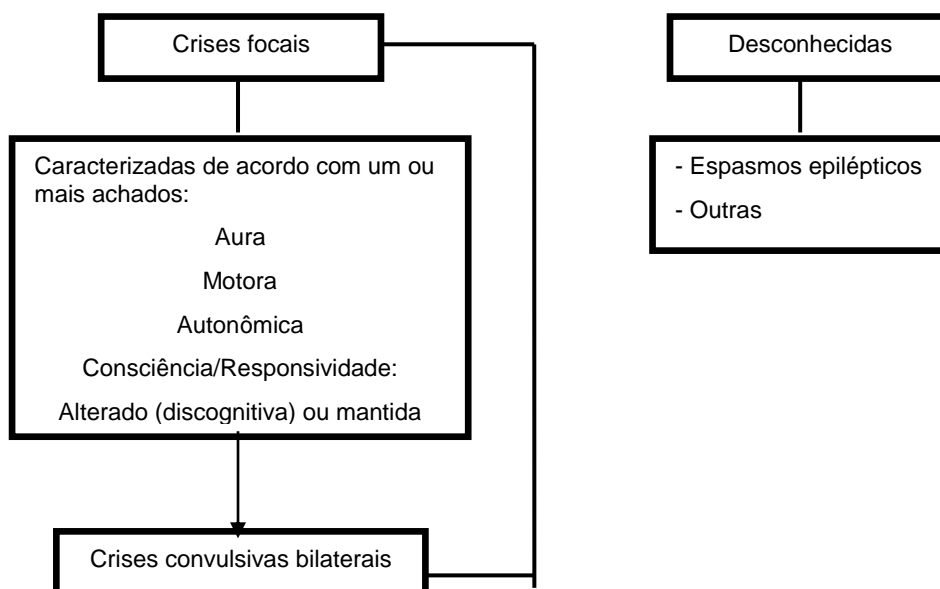 Crises focais
Desconhecidas
Caracterizadas de acordo com um ou
mais achados:
Aura
Motora
Autonômica
Consciência/Responsividade:
Alterado (discognitiva) ou mantida
- Espasmos epilépticos
- Outras
Crises convulsivas bilaterais